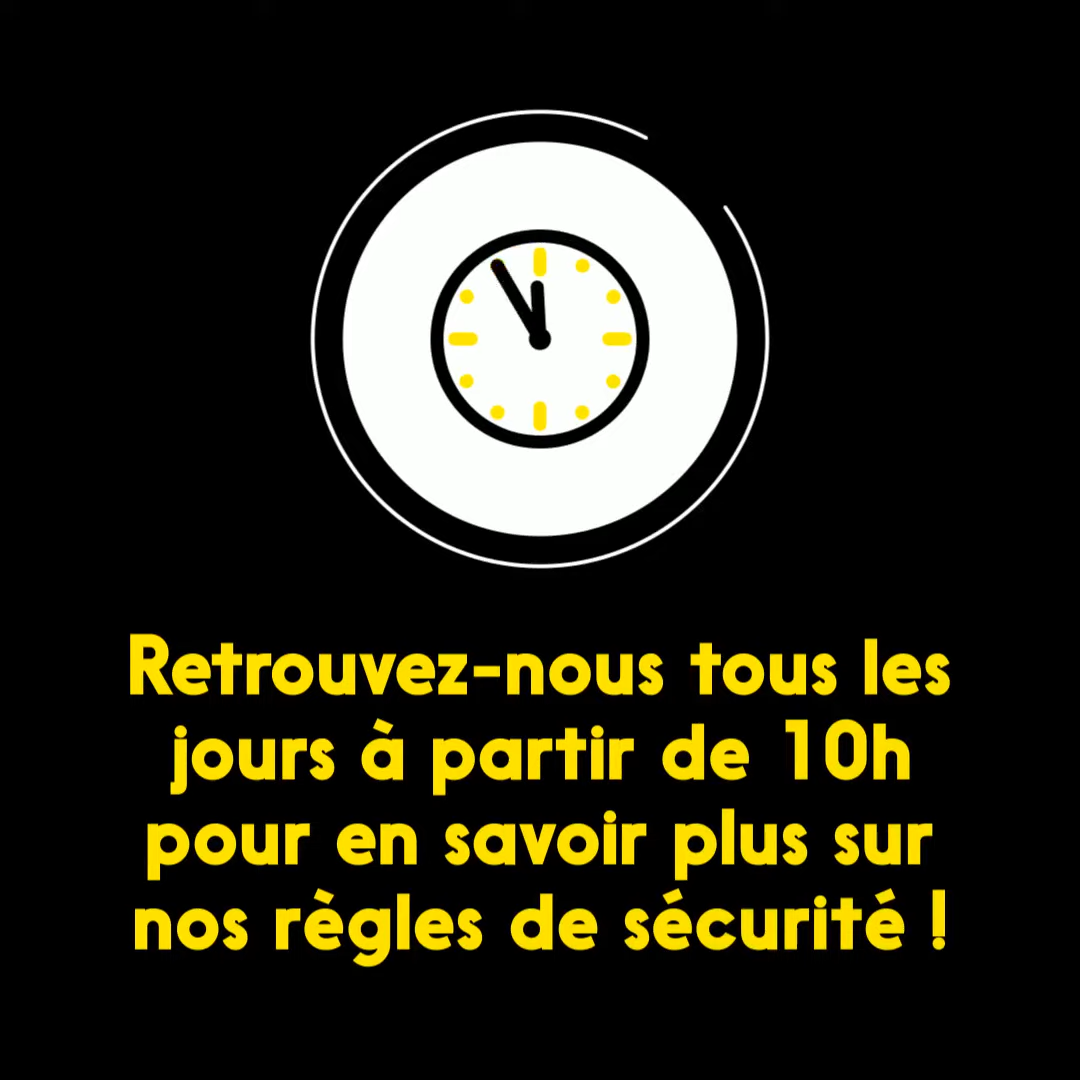 Retrouvez-nous tous les
jours à partir de 10h
pour en savoir plus sur
nos règles de sécurité !